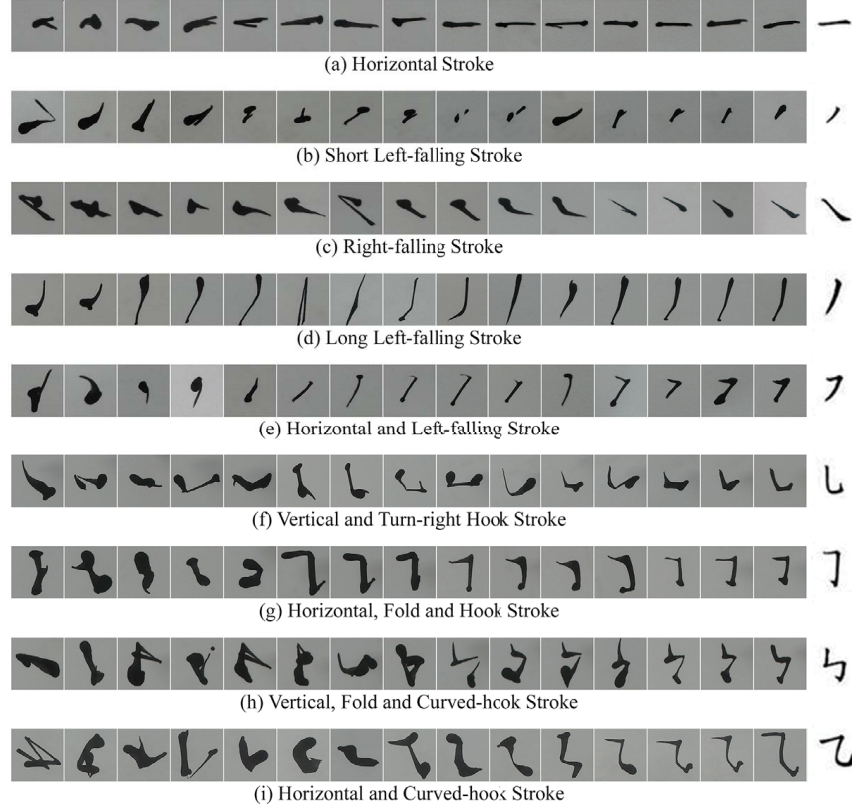 (a) Horizontal Stroke
(b) Short Left-falling Stroke
(c) Right-falling Stroke
(d) Long Left-falling Stroke
(e) Horizontal and Left-falling Stroke
(f) Vertical and Turn-right Hook Stroke
(g) Horizontal, Fold and Hook Stroke
(h) Vertical, Fold and Curved-hook Stroke
(i) Horizontal and Curved-hook Stroke